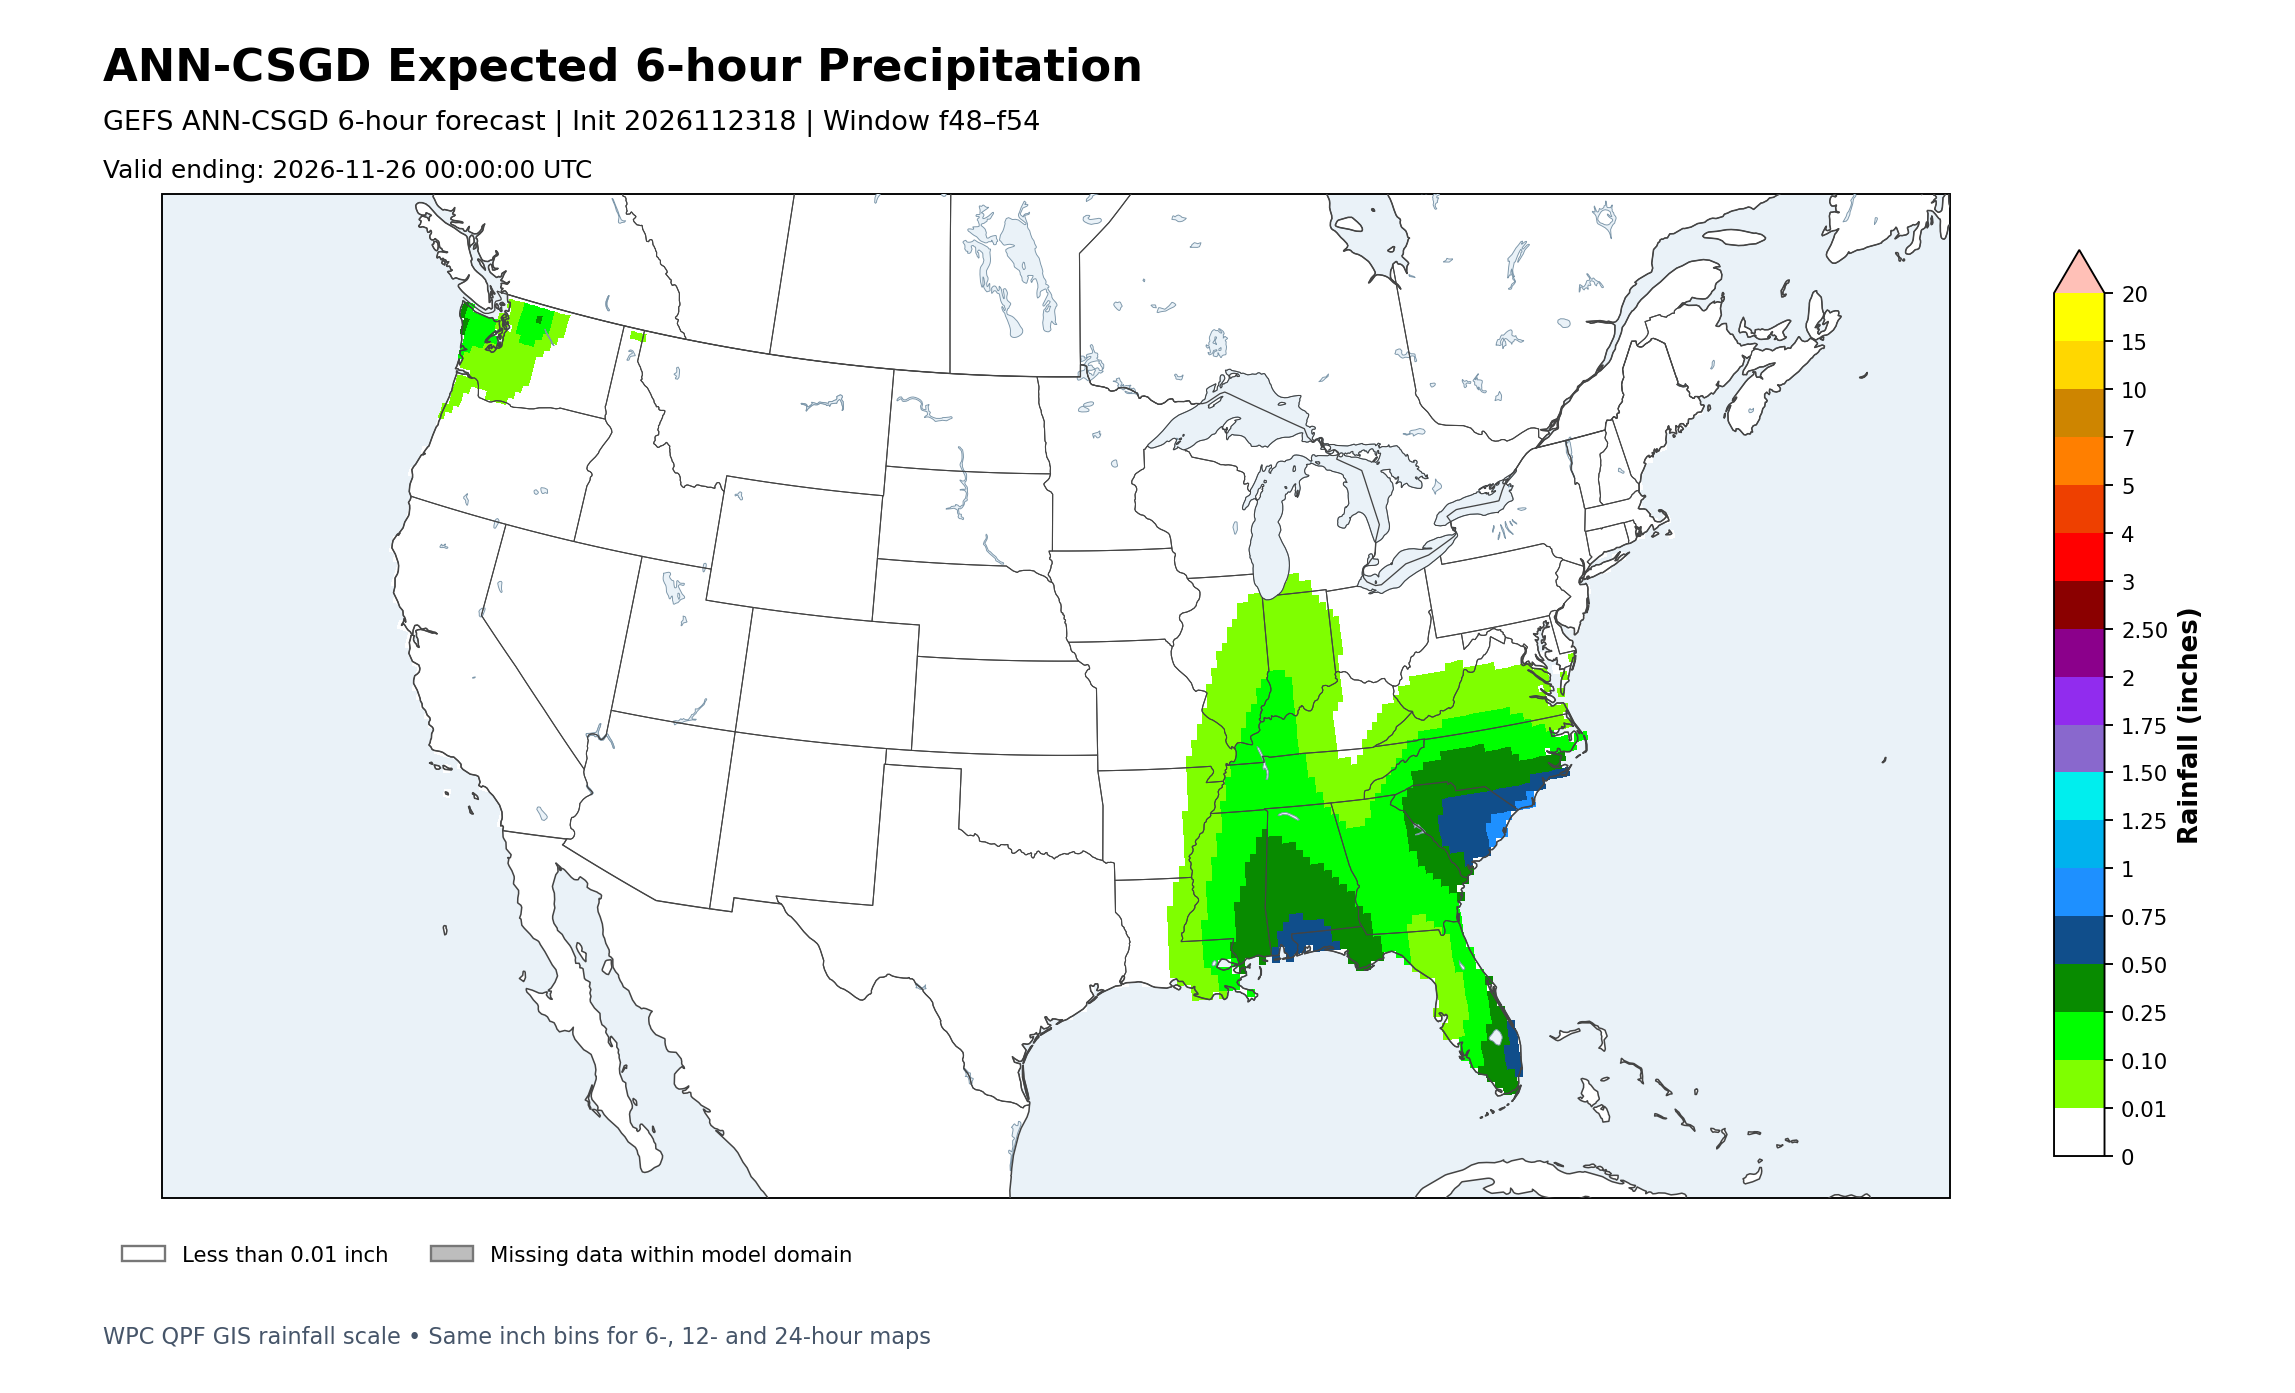 ANN-CSGD Expected 6-hour Precipitation
GEFS ANN-CSGD 6-hour forecast | Init 2026112318 | Window f48–f54
Valid ending: 2026-11-26 00:00:00 UTC
20
15
10
7
5
4
3
2.50
2
1.75
1.50
1.25
1
0.75
0.50
0.25
0.10
0.01
0
Rainfall (inches)
Less than 0.01 inch
Missing data within model domain
WPC QPF GIS rainfall scale • Same inch bins for 6-, 12- and 24-hour maps